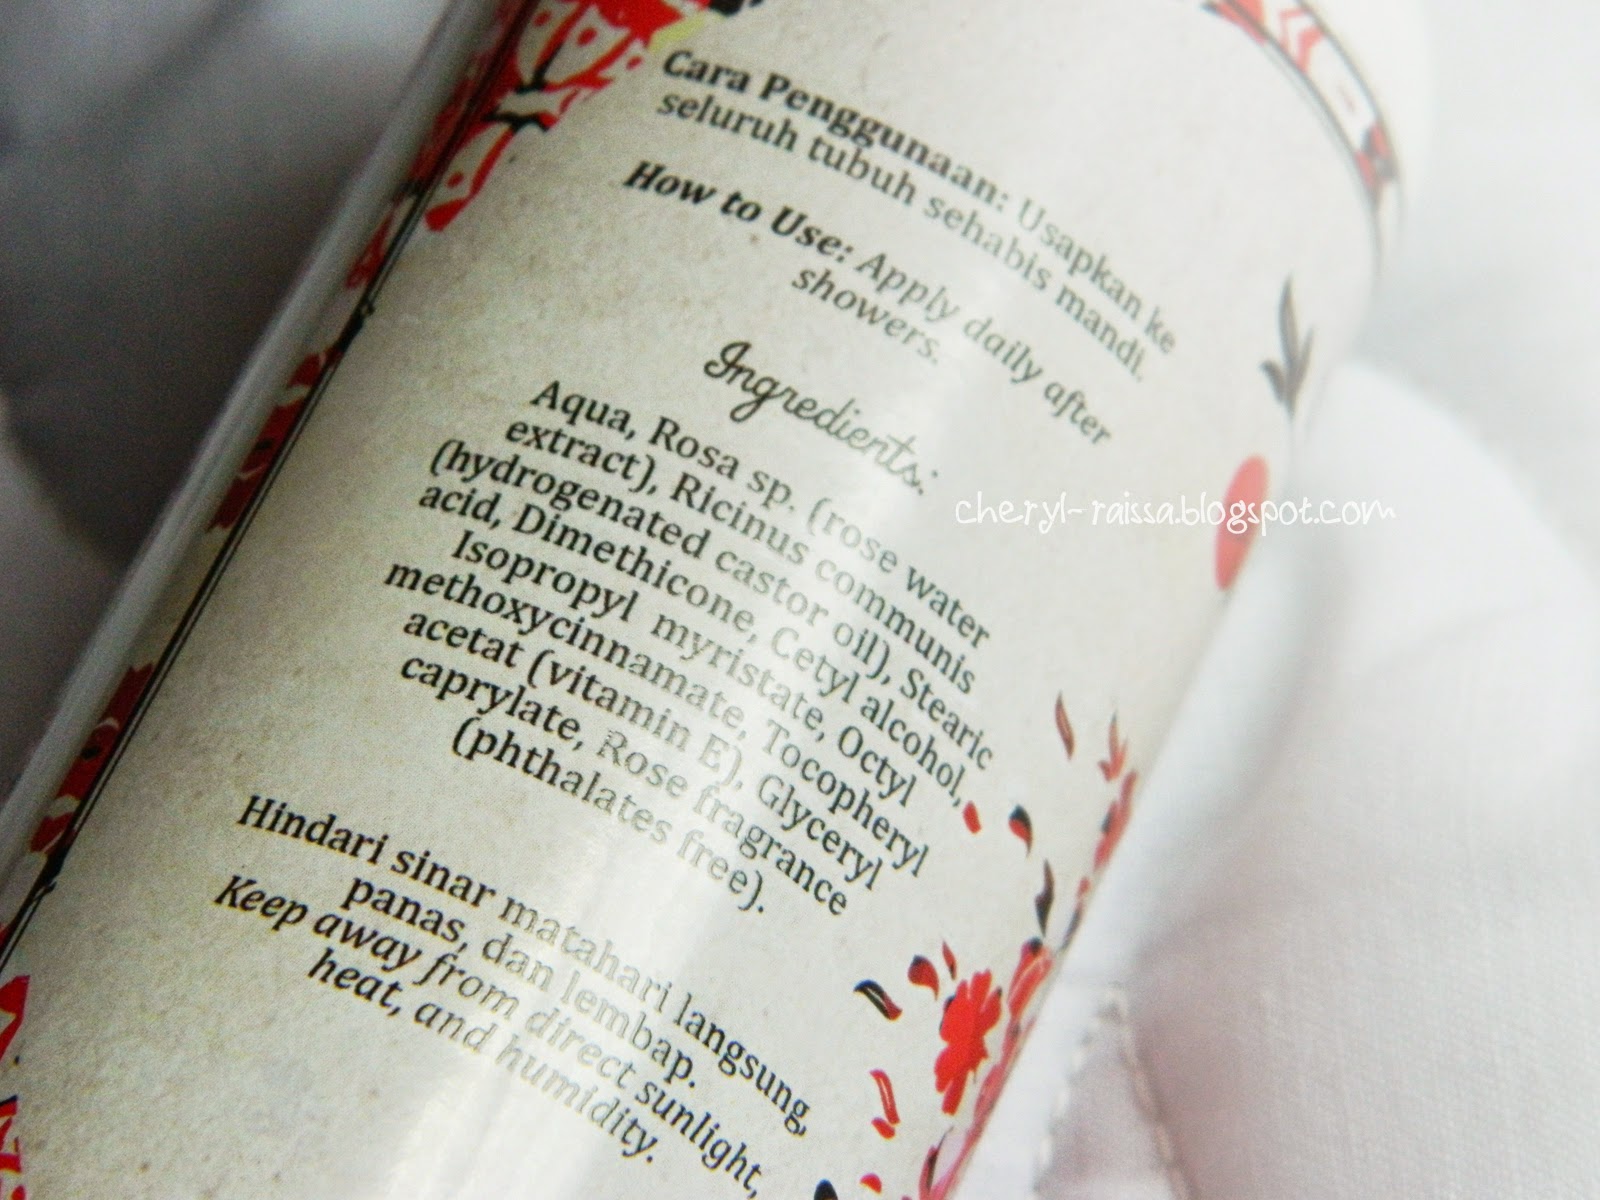 Cara Penggunaan: Usapkan ke
seluruh tubuh sehabis mandi.
How to Use: Apply daily after
showers.
Ingredients:
Aqua, Rosa sp. (rose water
extract), Ricinus communis
(hydrogenated castor oil), Stearic
acid, Dimethicone, Cetyl alcohol,
Isopropyl myristate, Octyl
methoxycinnamate, Tocopheryl
acetat (vitamin E), Glyceryl
caprylate, Rose fragrance
(phthalates free).
Hindari sinar matahari langsung,
panas, dan lembap.
Keep away from direct sunlight,
heat, and humidity.
cheryl-raissa.blogspot.com